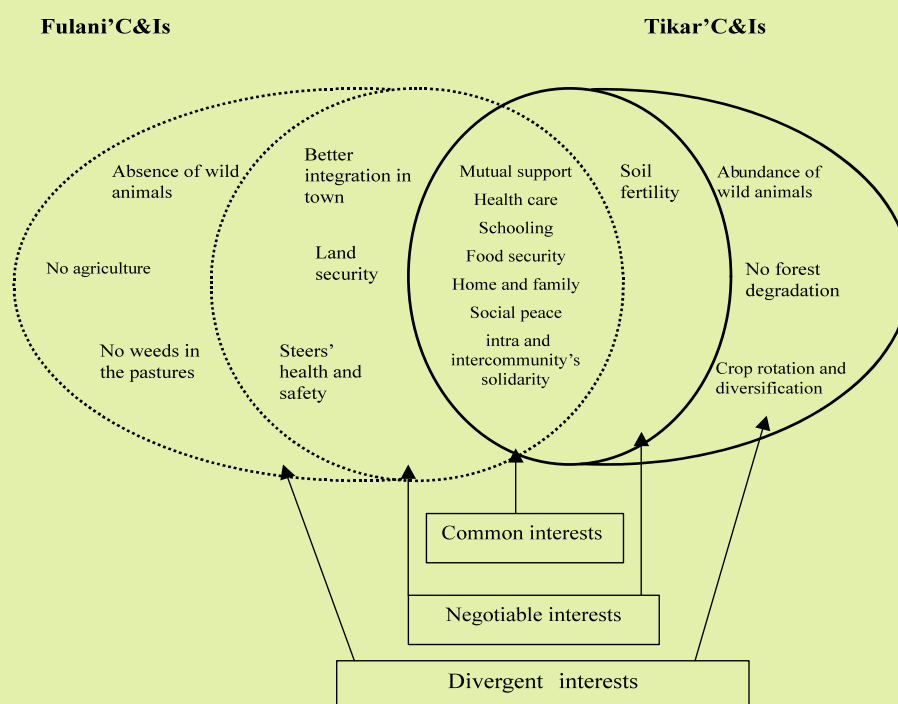 Fulani’C&Is
Tikar’C&Is
Absence of wild
animals
No agriculture
No weeds in
the pastures
Better
integration in
town
Land
security
Steers’
health and
safety
Mutual support
Health care
Schooling
Food security
Home and family
Social peace
intra and
intercommunity’s
solidarity
Soil
fertility
Abundance of
wild animals
No forest
degradation
Crop rotation and
diversification
Common interests
Negotiable interests
Divergent interests